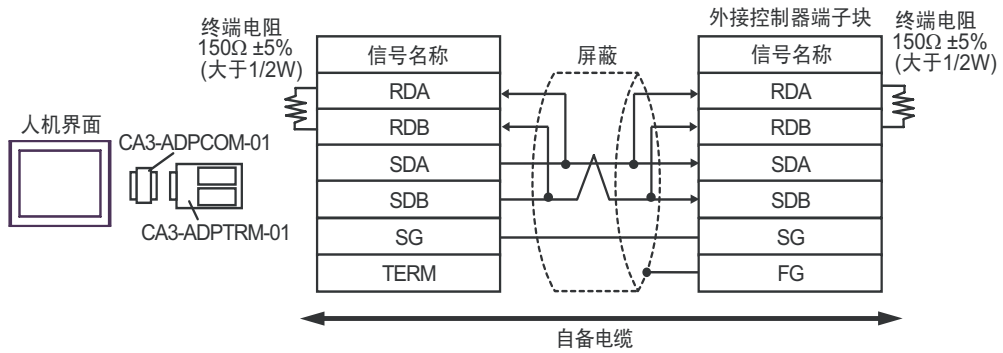 终端电阻
150Ω ±5%
(大于1/2W)
外接控制器端子块
终端电阻
150Ω ±5%
(大于1/2W)
信号名称
屏蔽
信号名称
RDA
RDA
RDB
RDB
人机界面
CA3-ADPCOM-01
SDA
SDA
SDB
SDB
CA3-ADPTRM-01
SG
SG
TERM
FG
自备电缆